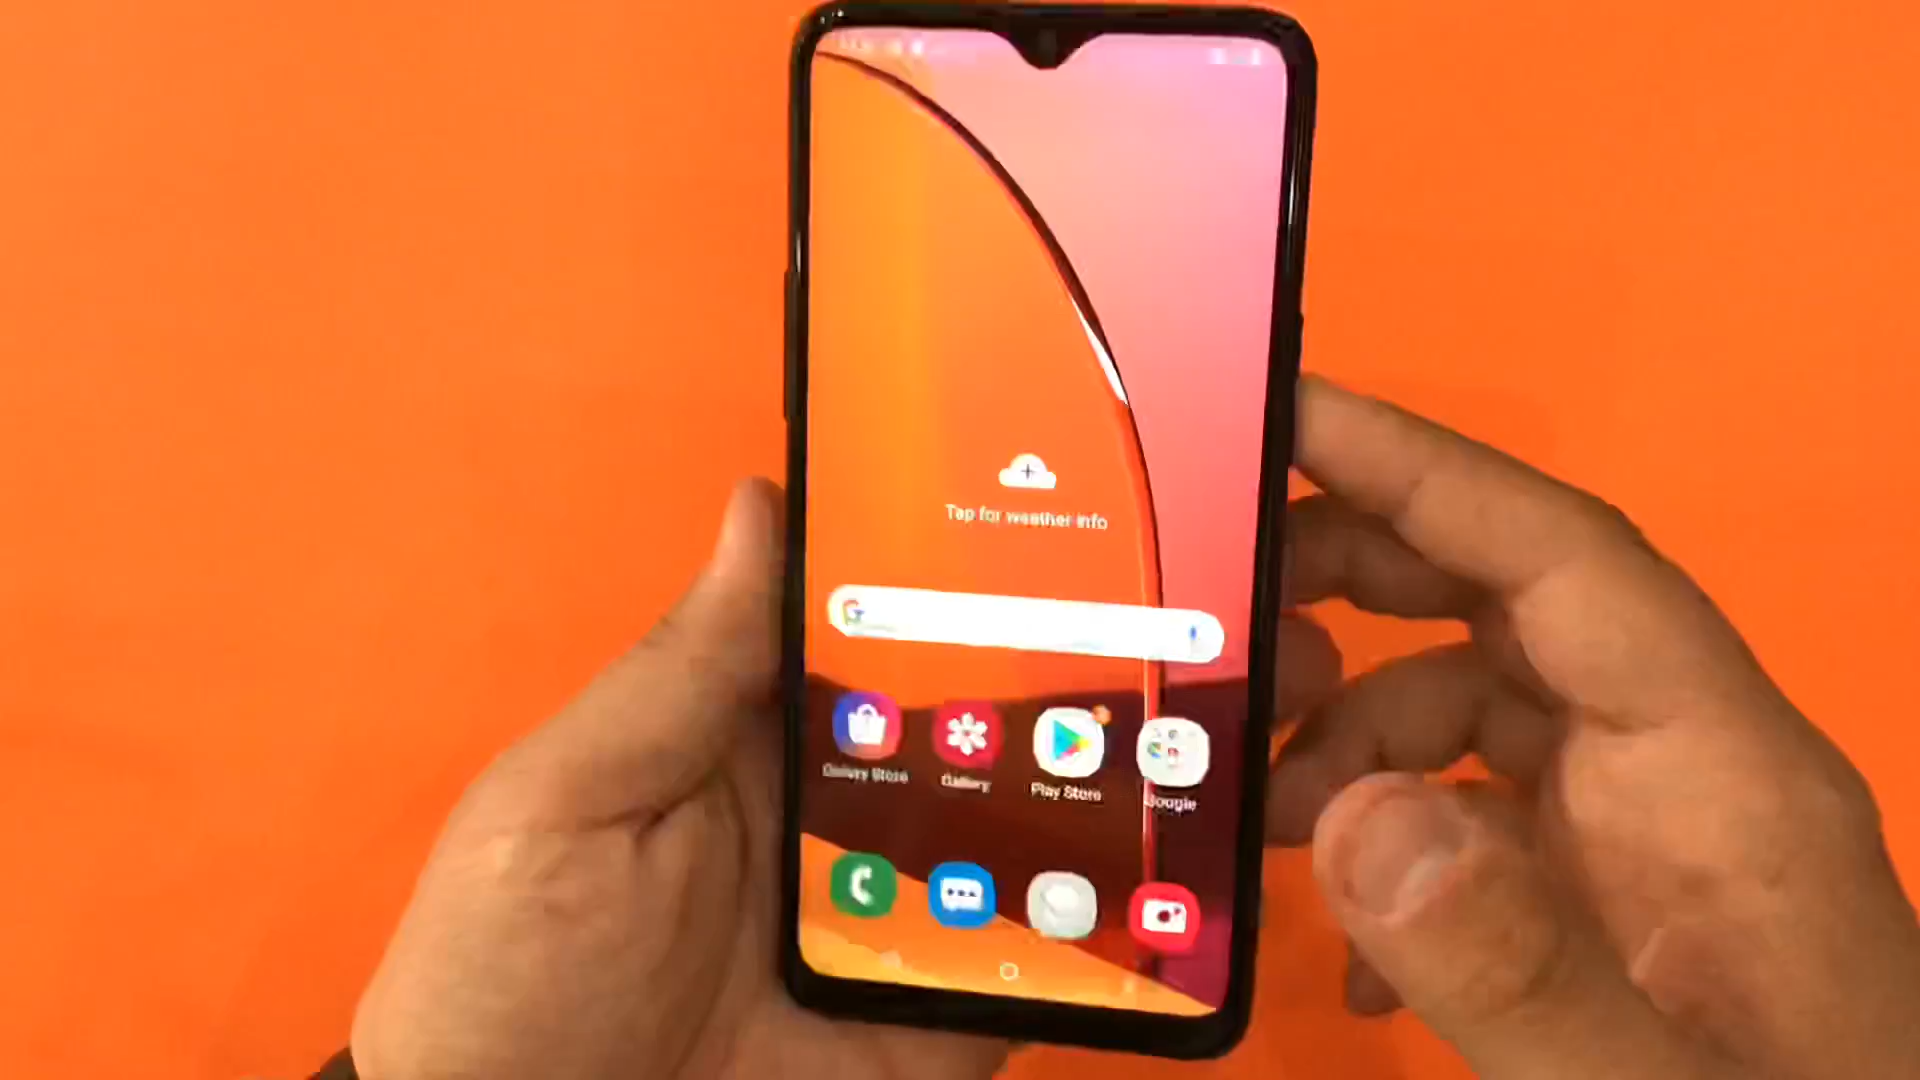 Tap for weather info
Galaxy Store
Gallery
Play Store
Google